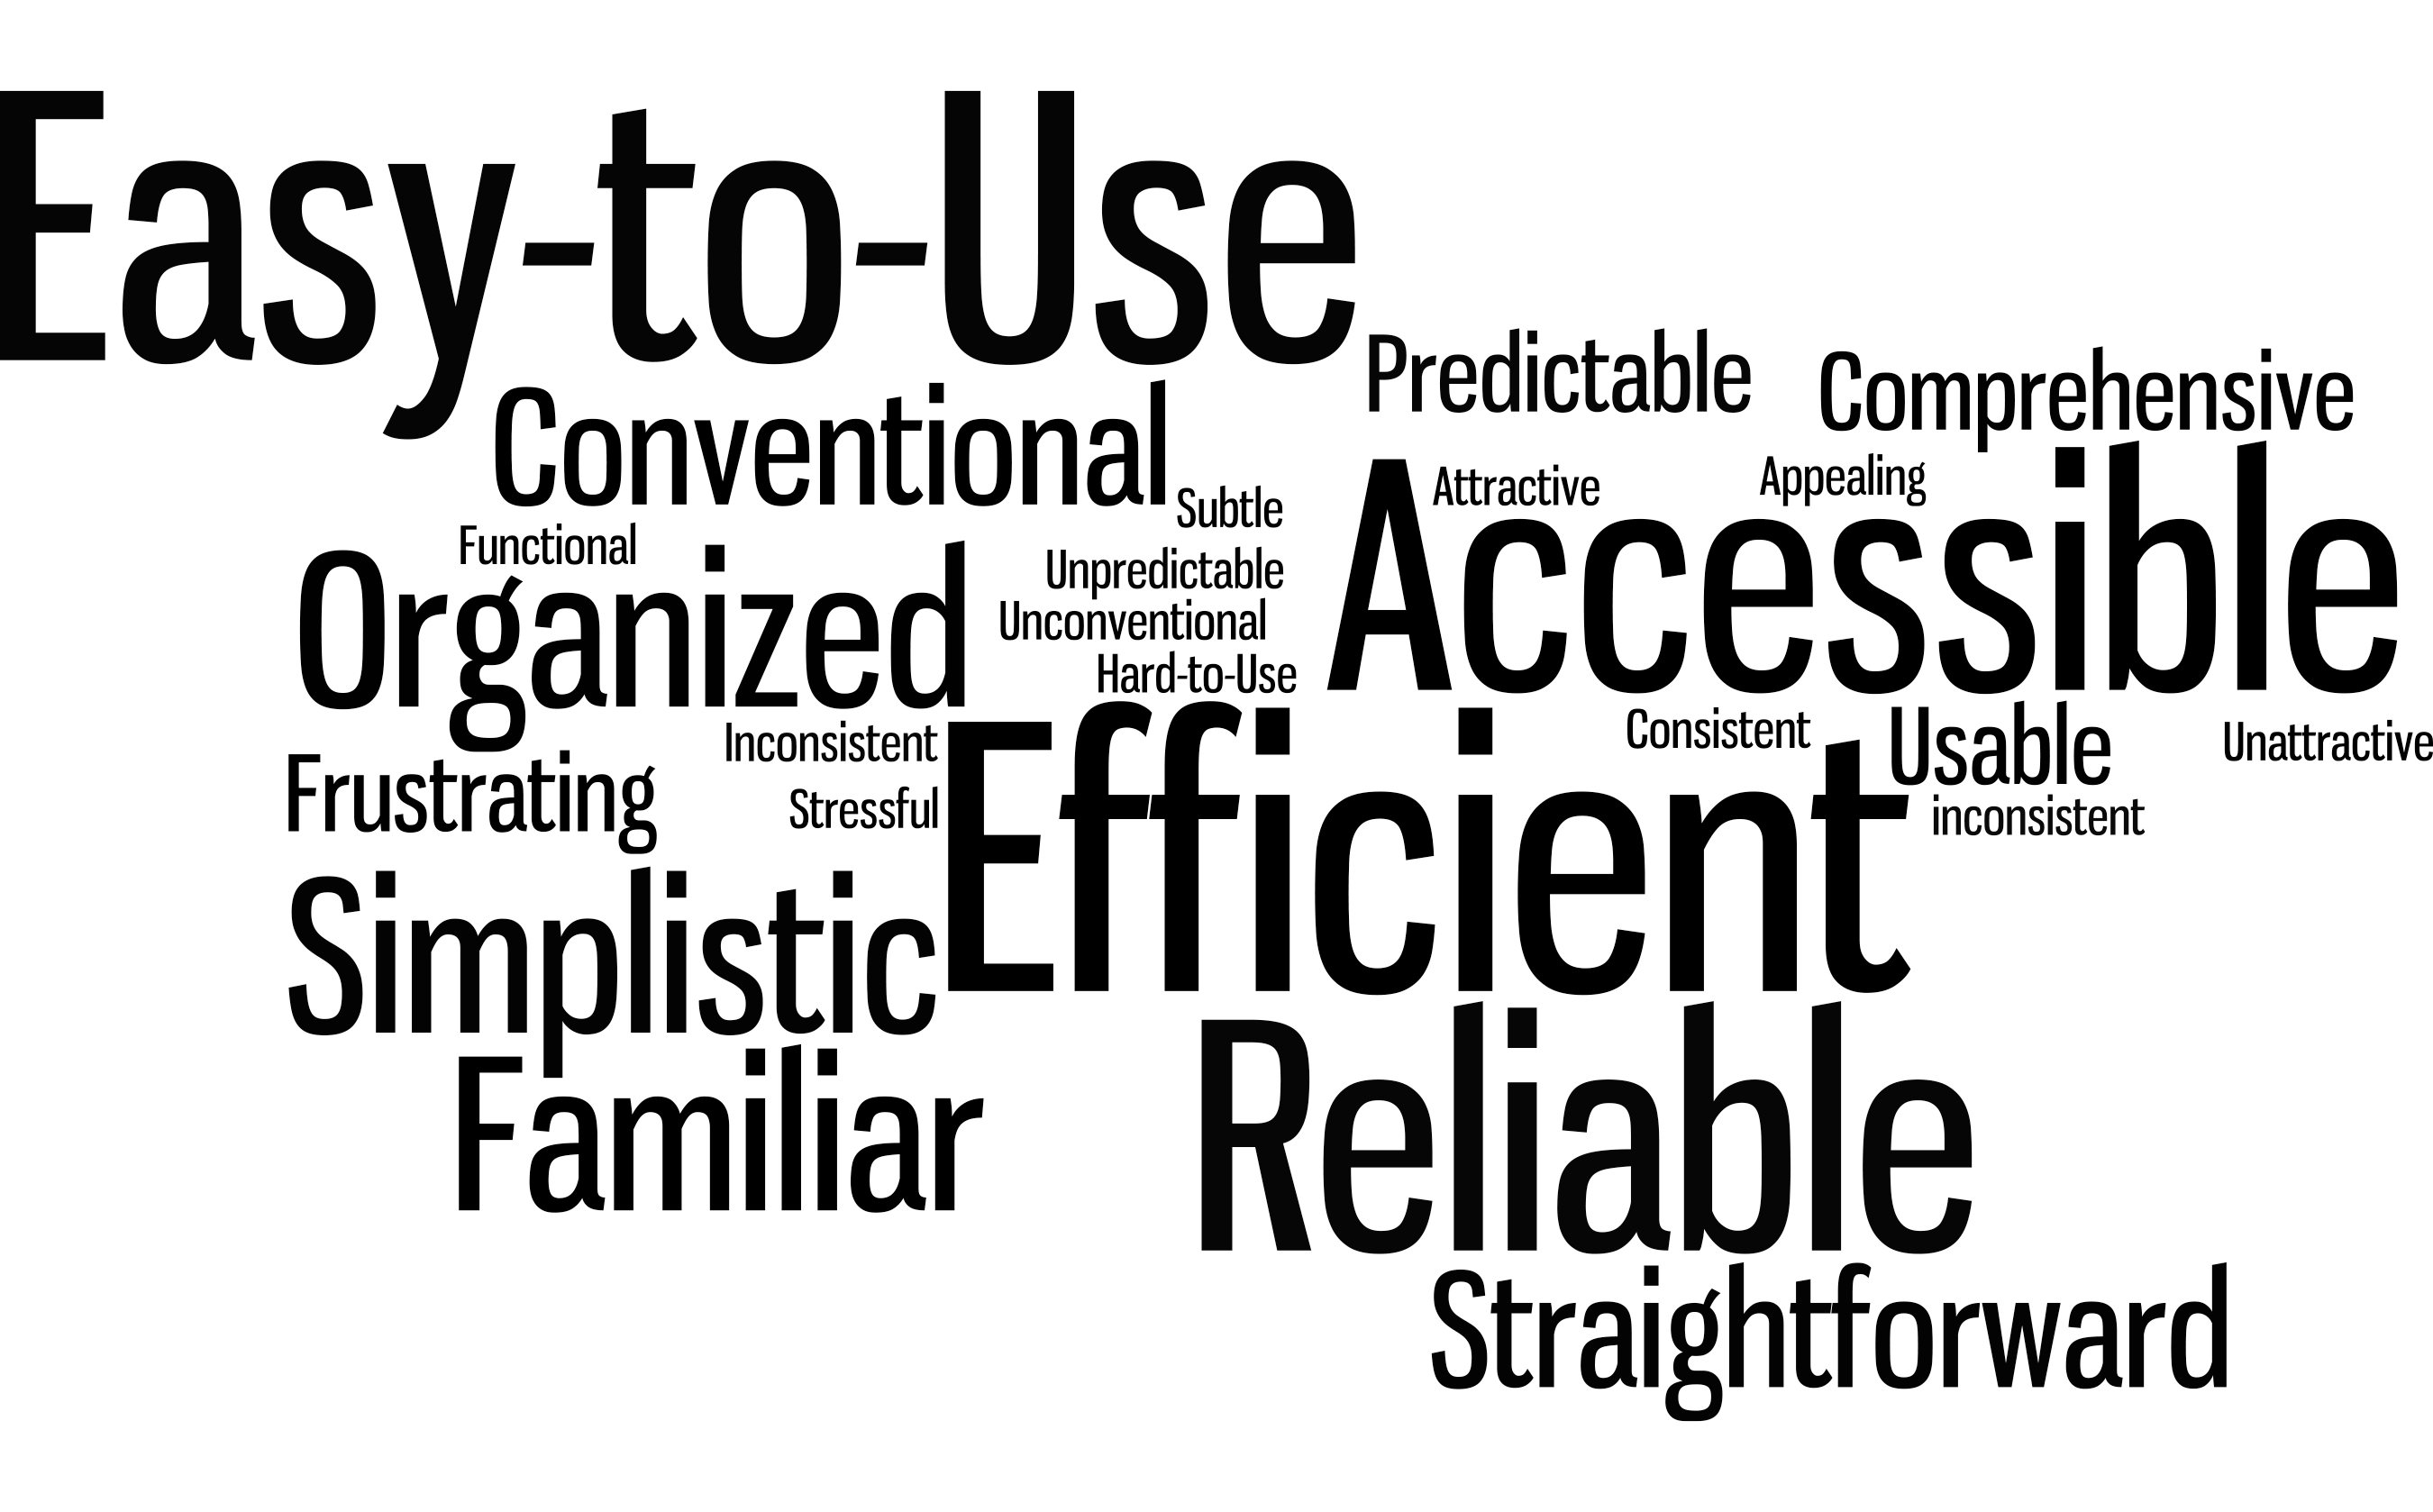 Easy-to-Use
Predictable
Comprehensive
Conventional
Attractive
Appealing
Subtle
Accessible
Functional
Organized
Unpredictable
Unconventional
Hard-to-Use
Inconsistent
Efficient
Consistent
Usable
Unattractive
Frustrating
Stressful
inconsistent
Simplistic
Familiar
Reliable
Straightforward